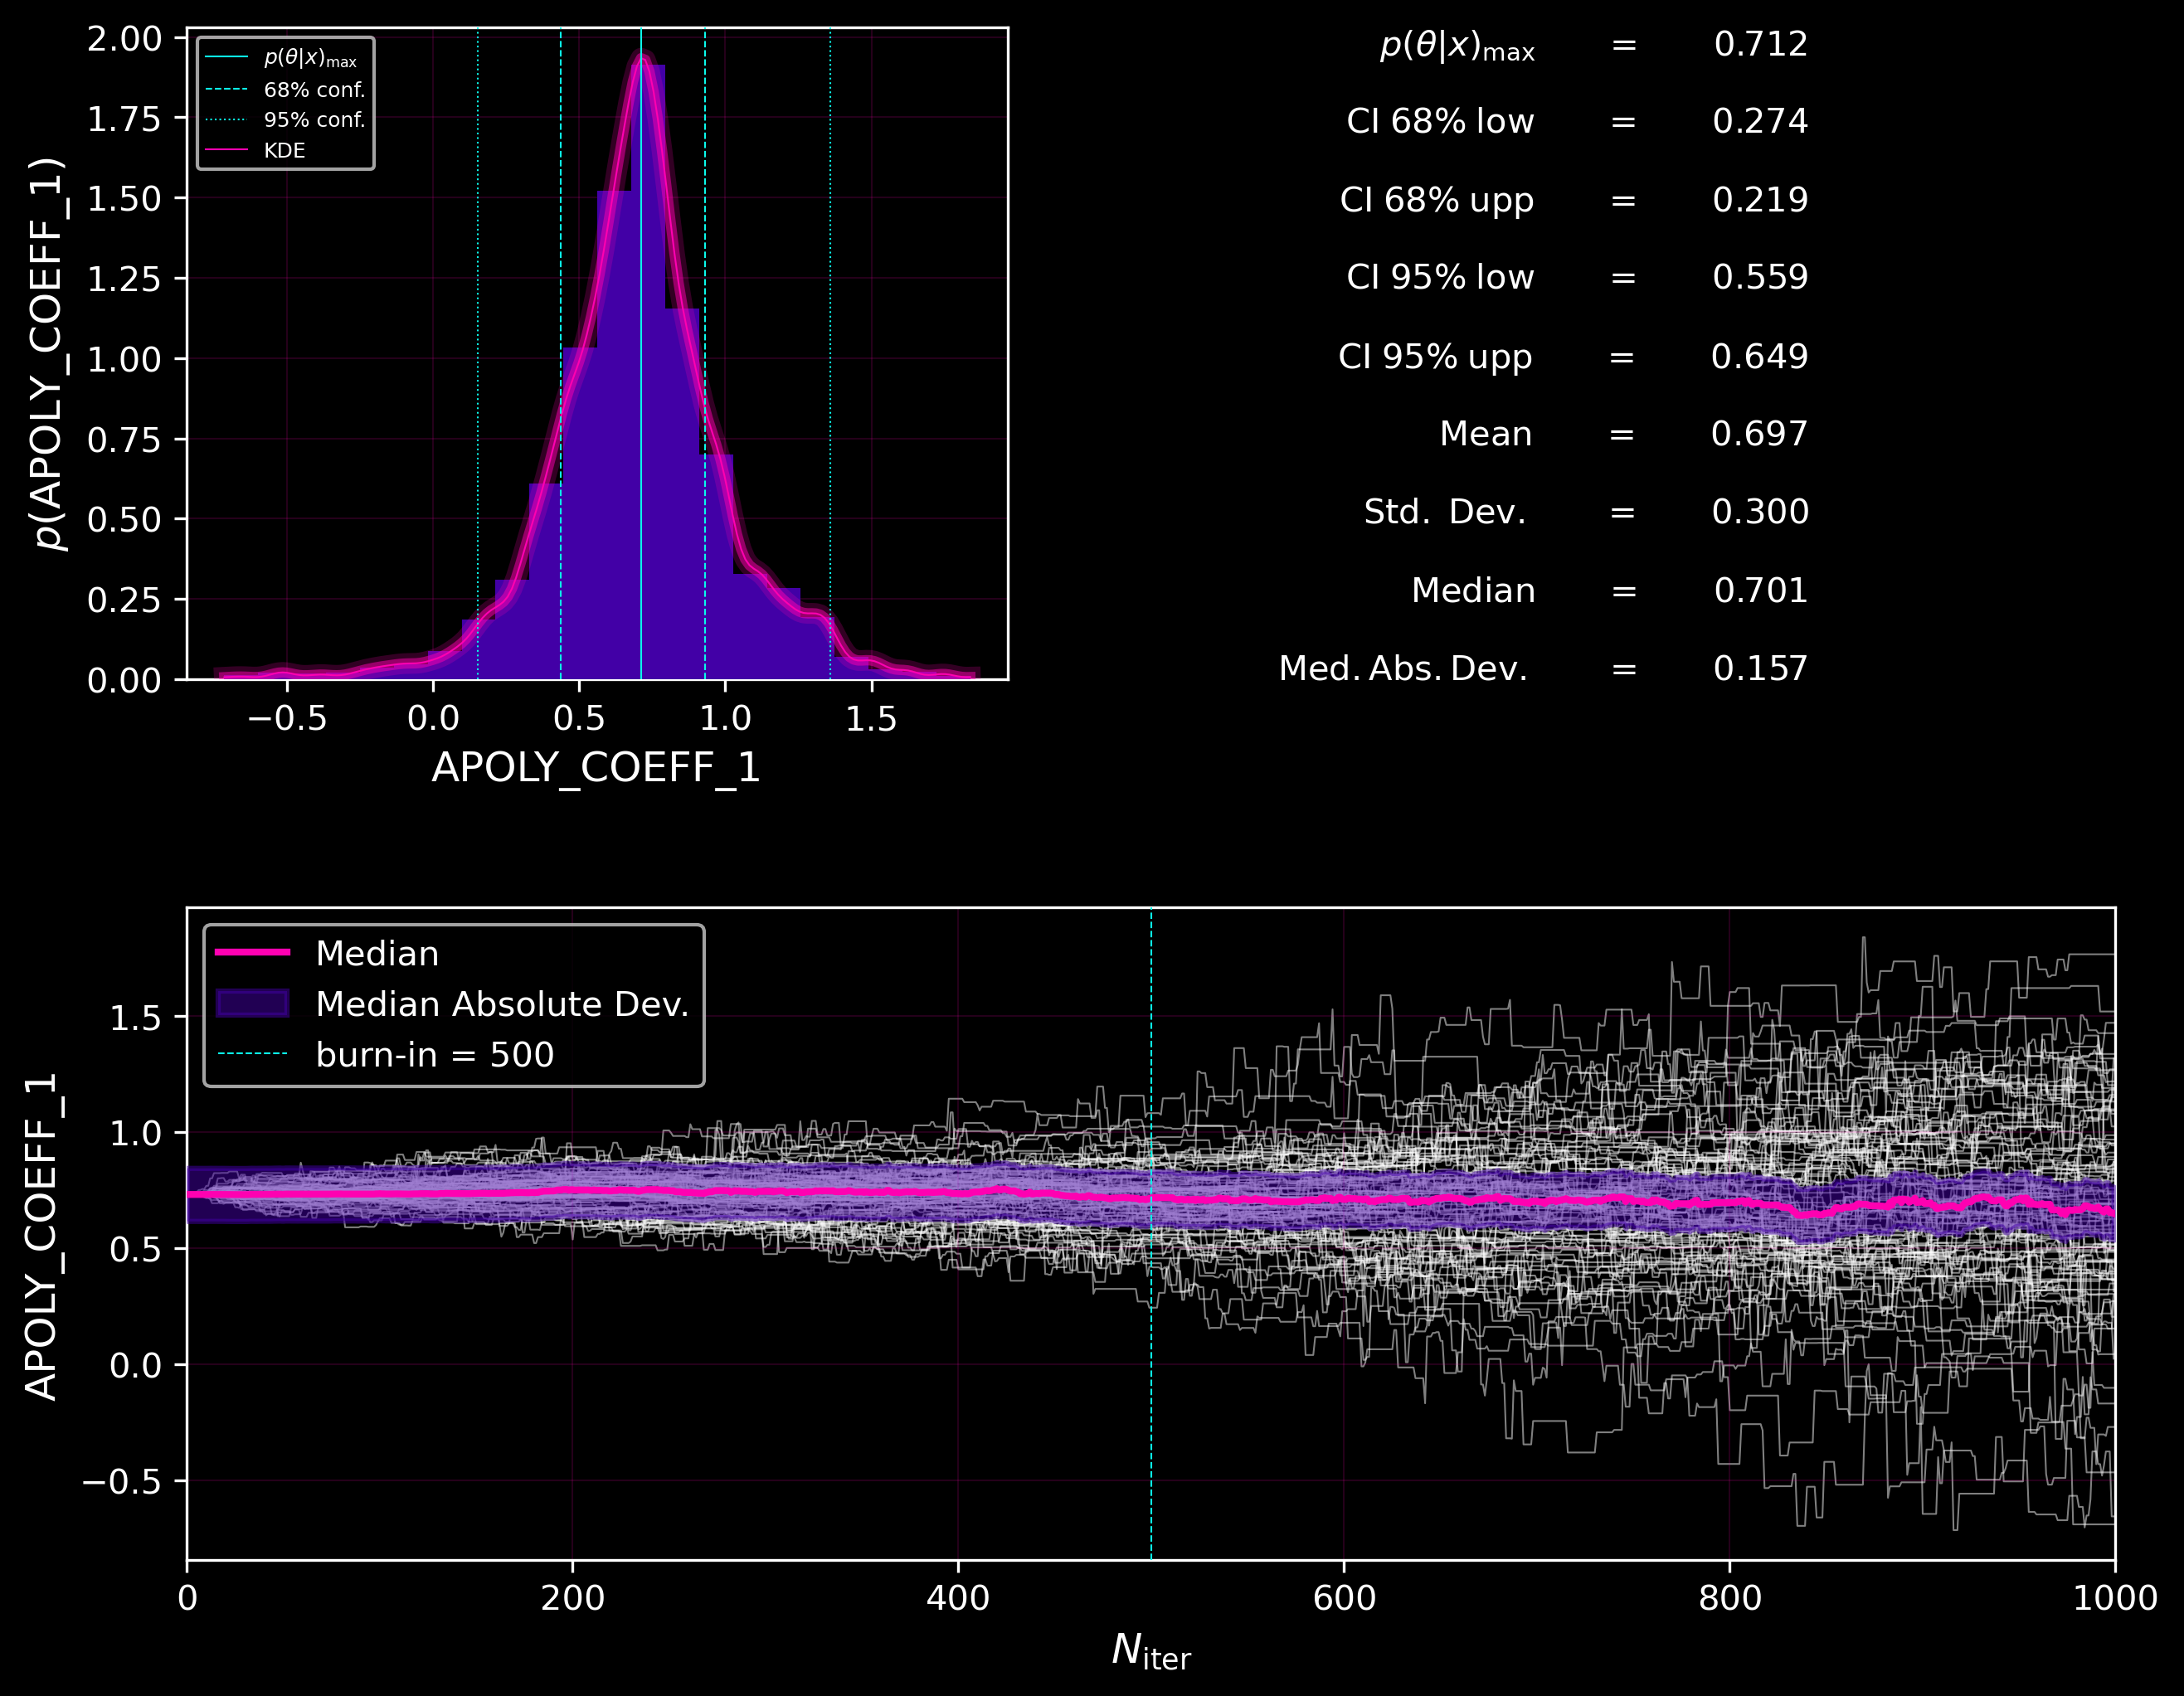 2.00
1.75
1.50
1.25
1.00
0.75
0.50
0.25
0.00
p(APOLY_COEFF_1)
p(θ|x)max
68% conf.
95% conf.
KDE
−0.5 0.0 0.5 1.0 1.5
APOLY_COEFF_1
p(θ|x)max = 0.712
CI 68% low = 0.274
CI 68% upp = 0.219
CI 95% low = 0.559
CI 95% upp = 0.649
Mean = 0.697
Std. Dev. = 0.300
Median = 0.701
Med. Abs. Dev. = 0.157
Median
Median Absolute Dev.
burn-in = 500
1.5
1.0
0.5
0.0
−0.5
APOLY_COEFF_1
0 200 400 600 800 1000
Niter